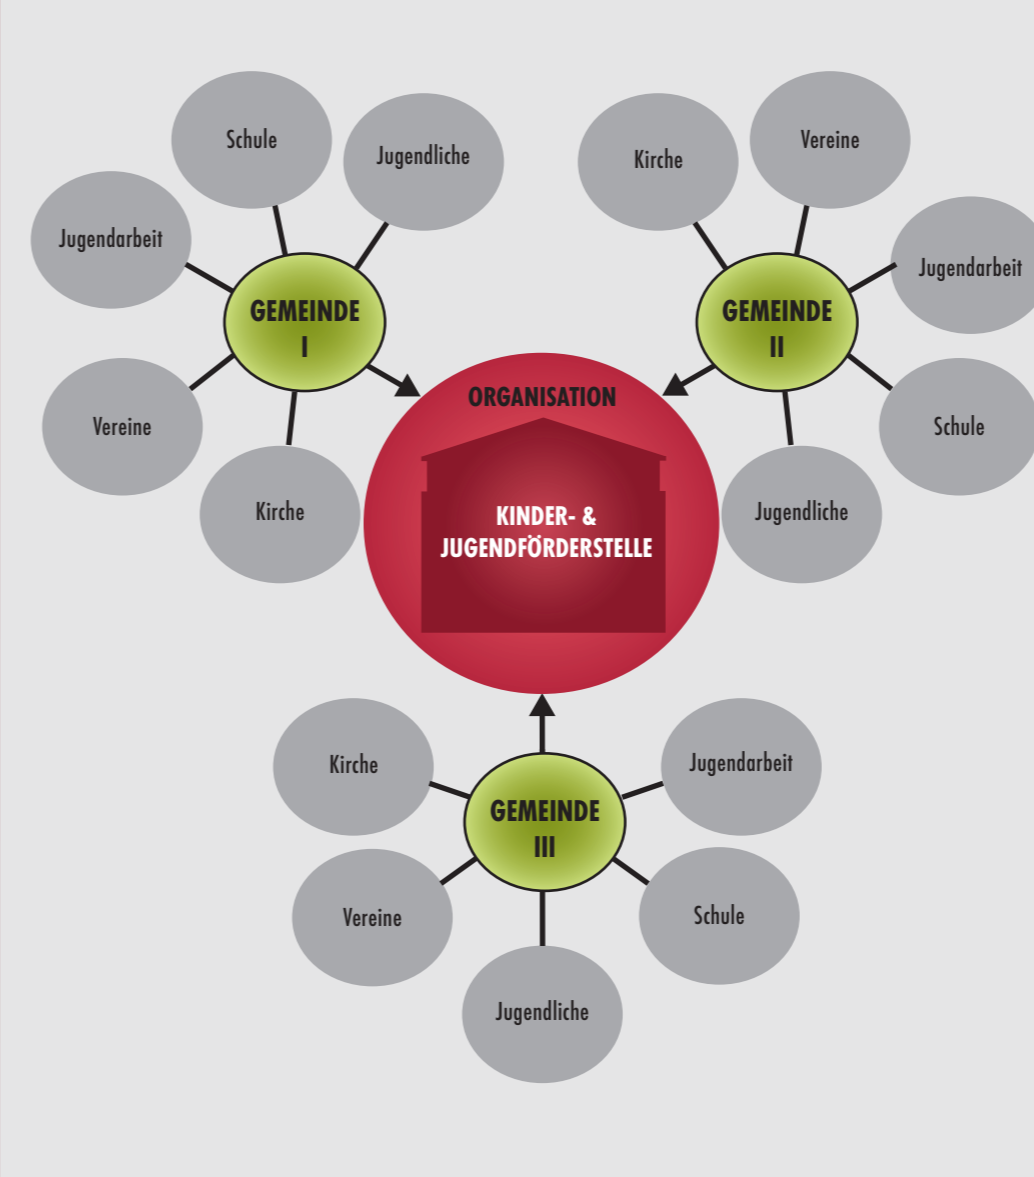 Schule
Jugendliche
Jugendarbeit
GEMEINDE
I
Vereine
Kirche
Kirche
Vereine
Jugendarbeit
GEMEINDE
II
Schule
Jugendliche
ORGANISATION
KINDER- &
JUGENDFÖRDERSTELLE
Kirche
Jugendarbeit
GEMEINDE
III
Vereine
Schule
Jugendliche